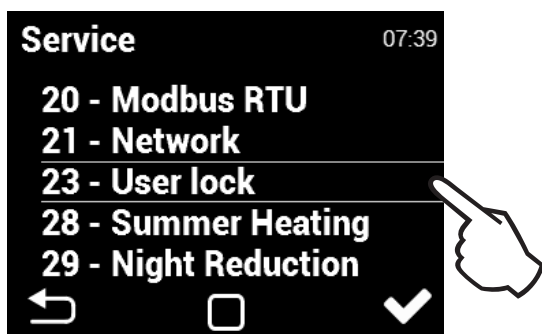 Service 07:39
20 - Modbus RTU
21 - Network
23 - User lock
28 - Summer Heating
29 - Night Reduction